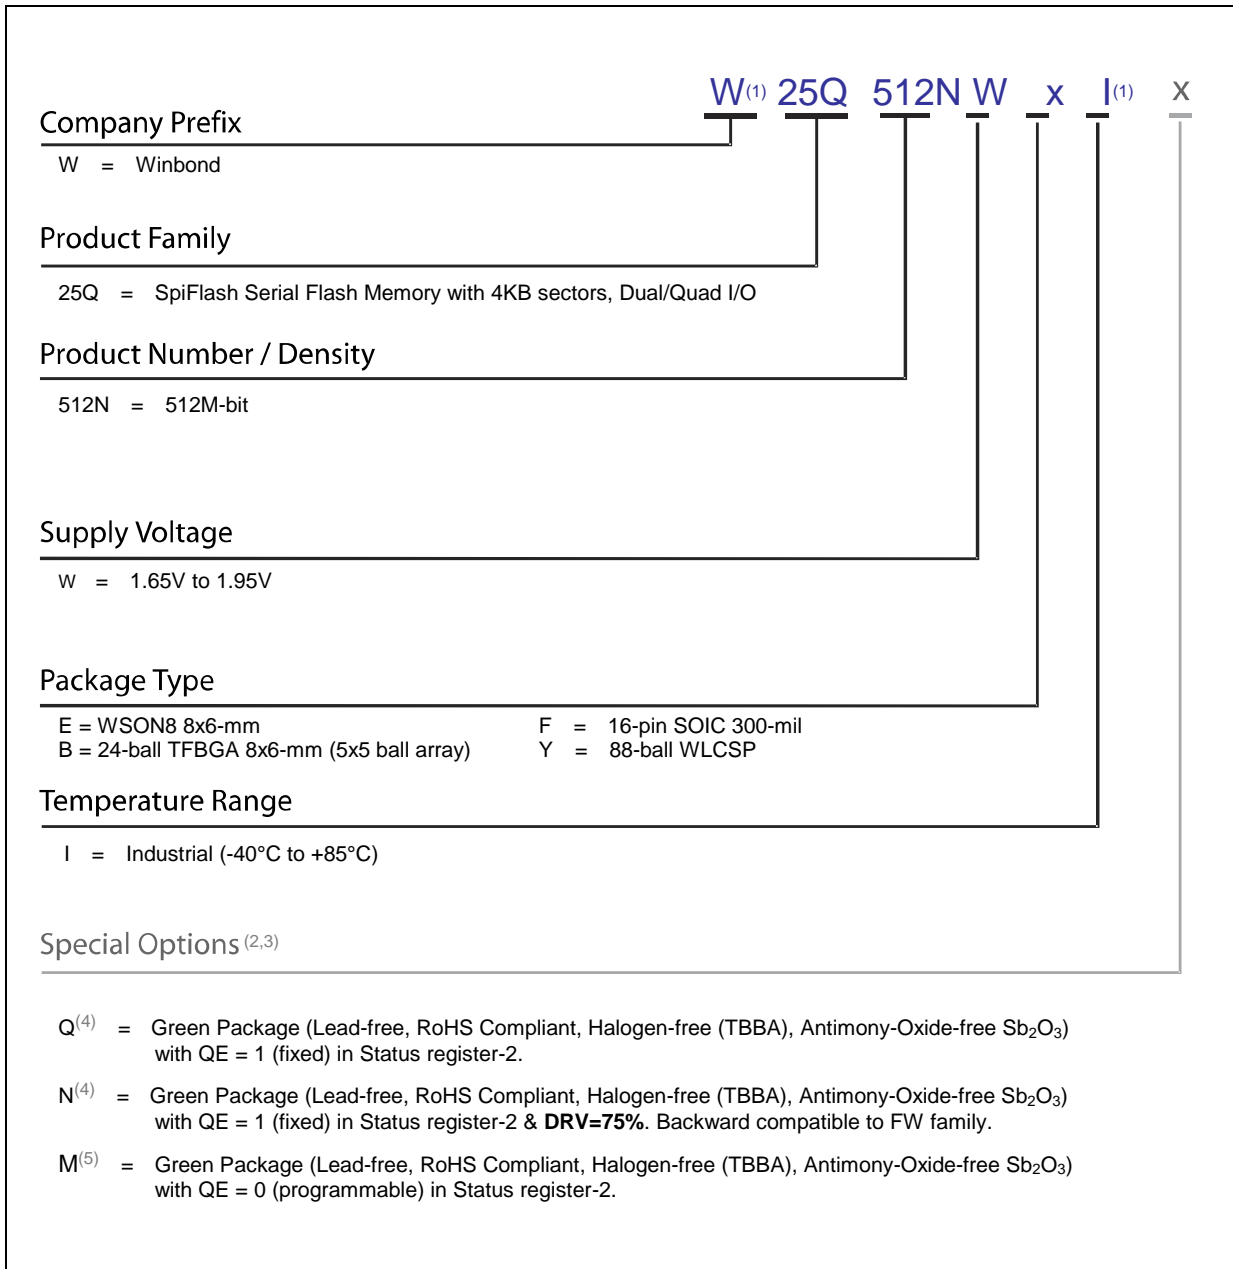 W(1) 25Q 512N W x I(1) x
Company Prefix
W = Winbond
Product Family
25Q = SpiFlash Serial Flash Memory with 4KB sectors, Dual/Quad I/O
Product Number / Density
512N = 512M-bit
Supply Voltage
W = 1.65V to 1.95V
Package Type
E = WSON8 8x6-mm F = 16-pin SOIC 300-mil
B = 24-ball TFBGA 8x6-mm (5x5 ball array) Y = 88-ball WLCSP
Temperature Range
I = Industrial (-40°C to +85°C)
Special Options (2,3)
Q(4) = Green Package (Lead-free, RoHS Compliant, Halogen-free (TBBA), Antimony-Oxide-free Sb2O3)
with QE = 1 (fixed) in Status register-2.
N(4) = Green Package (Lead-free, RoHS Compliant, Halogen-free (TBBA), Antimony-Oxide-free Sb2O3)
with QE = 1 (fixed) in Status register-2 & DRV=75%. Backward compatible to FW family.
M(5) = Green Package (Lead-free, RoHS Compliant, Halogen-free (TBBA), Antimony-Oxide-free Sb2O3)
with QE = 0 (programmable) in Status register-2.